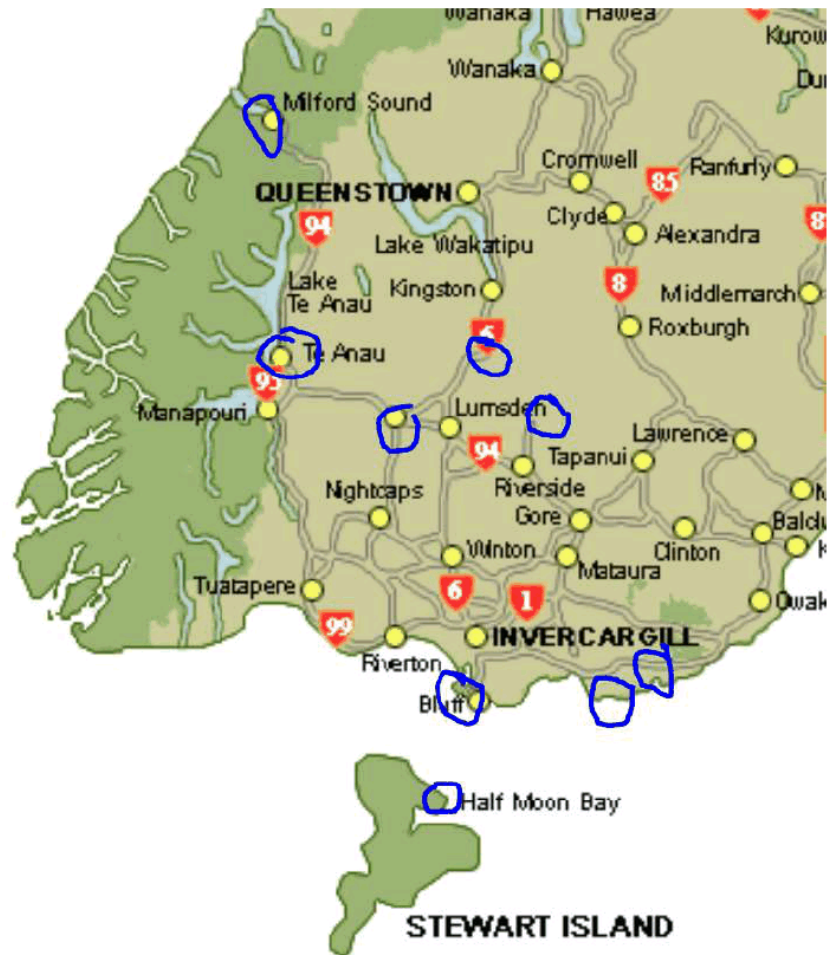 Wanaka
Hawea
Kurow
Wanaka
Milford Sound
Cromwell
85
Ranfurly
QUEENSTOWN
Clyde
94
Alexandra
Lake Wakatipu
Lake
Te Anau
Kingston
8
Middlemarch
6
Roxburgh
Te Anau
95
Manapouri
Lumsden
Lawrence
94
Tapanui
Nightcaps
Riverside
Gore
Winton
Clinton
Mataura
Tuatapere
6
1
99
INVERCARGILL
Riverton
Bluff
Half Moon Bay
STEWART ISLAND